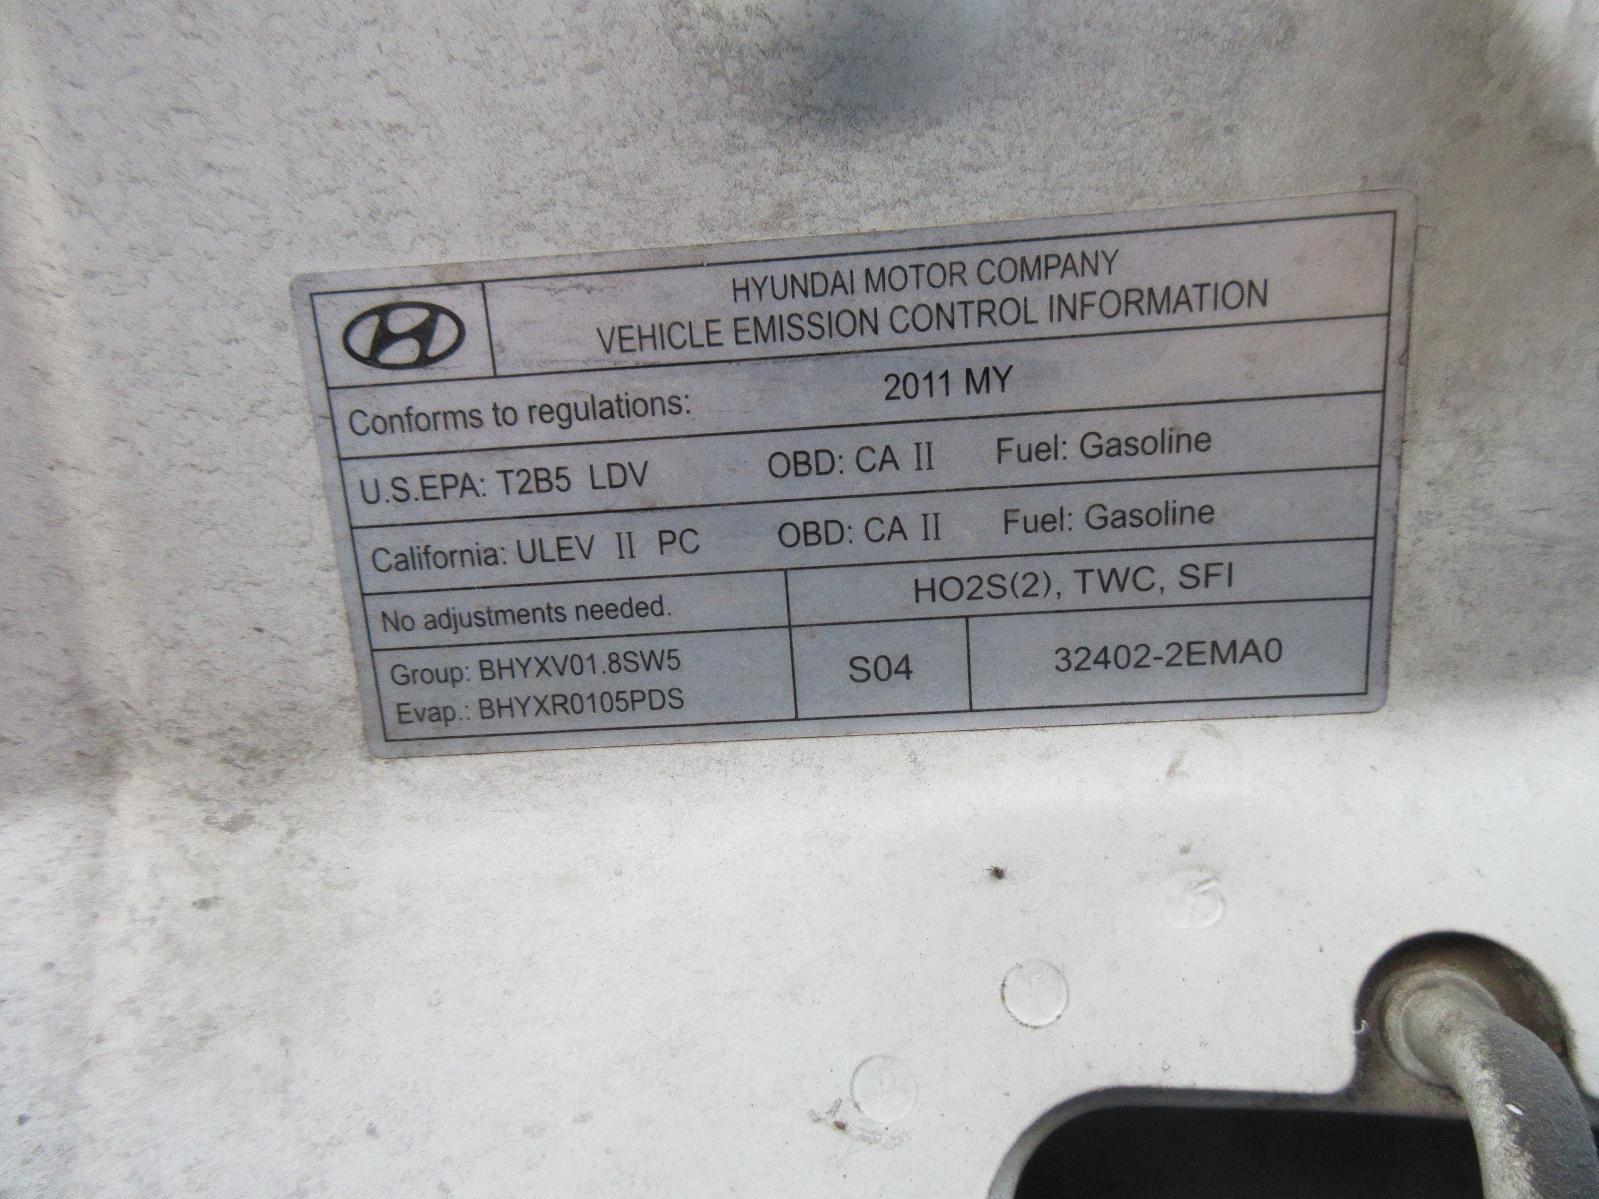 HYUNDAI MOTOR COMPANY
VEHICLE EMISSION CONTROL INFORMATION
Conforms to regulations: 2011 MY
U.S.EPA: T2B5 LDV OBD: CA II Fuel: Gasoline
California: ULEV II PC OBD: CA II Fuel: Gasoline
No adjustments needed. HO2S(2), TWC, SFI
Group: BHYXV01.8SW5
Evap.: BHYXR0105PDS
S04
32402-2EMA0